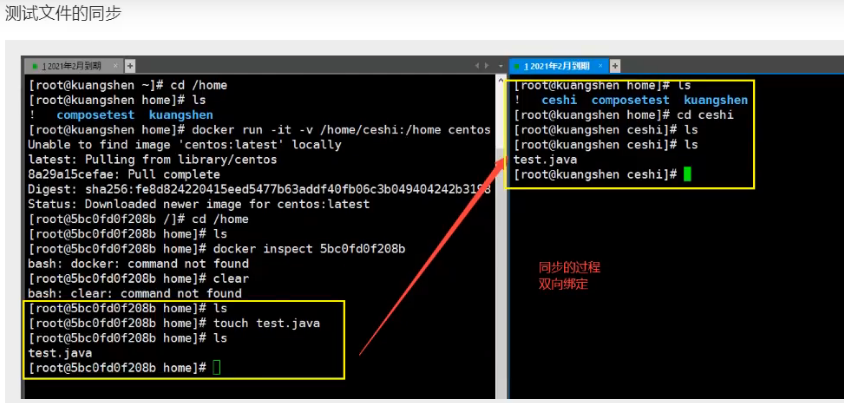 测试文件的同步
1 2021年2月到期 × +
[root@kuangshen ~]# cd /home
[root@kuangshen home]# ls
!   composetest  kuangshen
[root@kuangshen home]# docker run -it -v /home/ceshi:/home centos
Unable to find image 'centos:latest' locally
latest: Pulling from library/centos
8a29a15cefae: Pull complete
Digest: sha256:fe8d824220415eed5477b63addf40fb06c3b049404242b3198
Status: Downloaded newer image for centos:latest
[root@5bc0fd0f208b /]# cd /home
[root@5bc0fd0f208b home]# ls
[root@5bc0fd0f208b home]# docker inspect 5bc0fd0f208b
bash: docker: command not found
[root@5bc0fd0f208b home]# clear
bash: clear: command not found
[root@5bc0fd0f208b home]# ls
[root@5bc0fd0f208b home]# touch test.java
[root@5bc0fd0f208b home]# ls
test.java
[root@5bc0fd0f208b home]#
1 2021年2月到期 × +
[root@kuangshen home]# ls
!   ceshi  composetest  kuangshen
[root@kuangshen home]# cd ceshi
[root@kuangshen ceshi]# ls
[root@kuangshen ceshi]# ls
test.java
[root@kuangshen ceshi]#
同步的过程
双向绑定